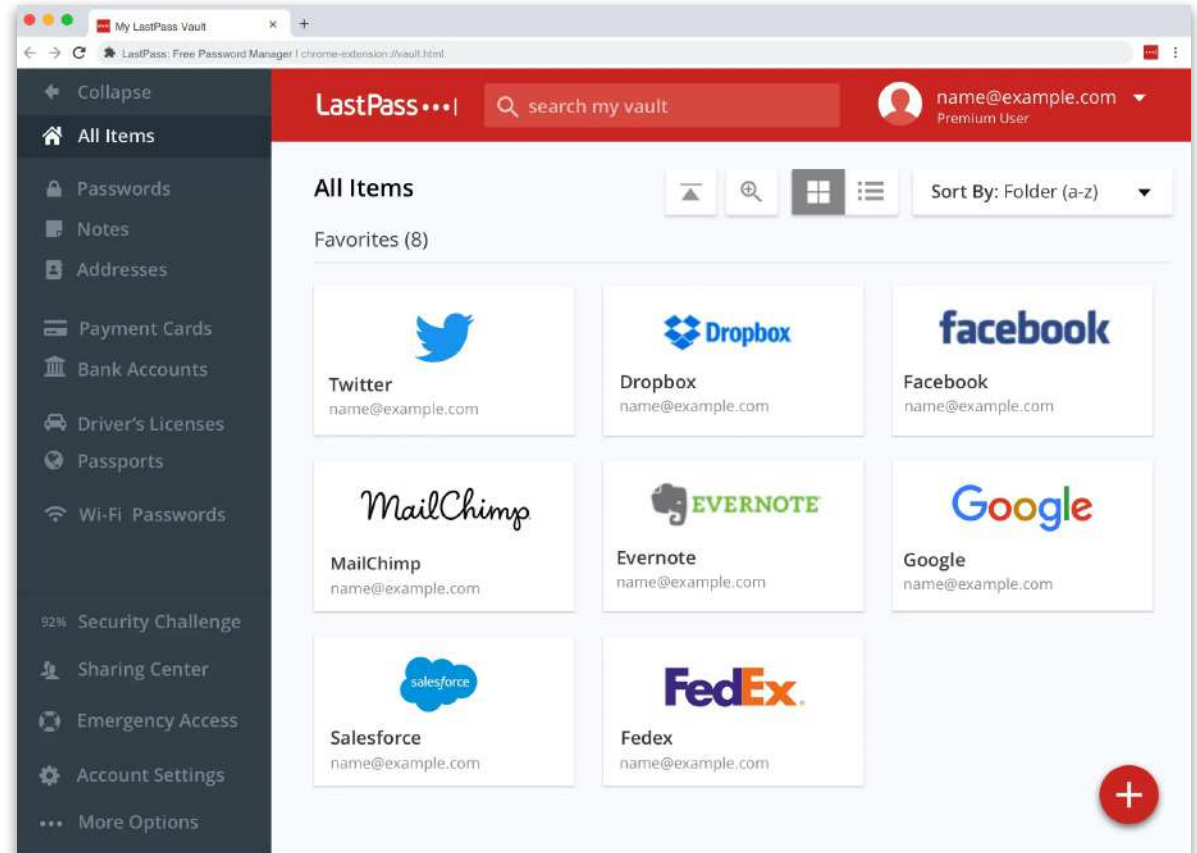 My LastPass Vault
LastPass: Free Password Manager | chrome-extension://vault.html
Collapse
All Items
Passwords
Notes
Addresses
Payment Cards
Bank Accounts
Driver's Licenses
Passports
Wi-Fi Passwords
92% Security Challenge
Sharing Center
Emergency Access
Account Settings
More Options
LastPass
search my vault
name@example.com
Premium User
All Items
Sort By: Folder (a-z)
Favorites (8)
Twitter
name@example.com
Dropbox
Dropbox
name@example.com
facebook
Facebook
name@example.com
MailChimp
MailChimp
name@example.com
EVERNOTE
Evernote
name@example.com
Google
Google
name@example.com
salesforce
Salesforce
name@example.com
FedEx.
Fedex
name@example.com